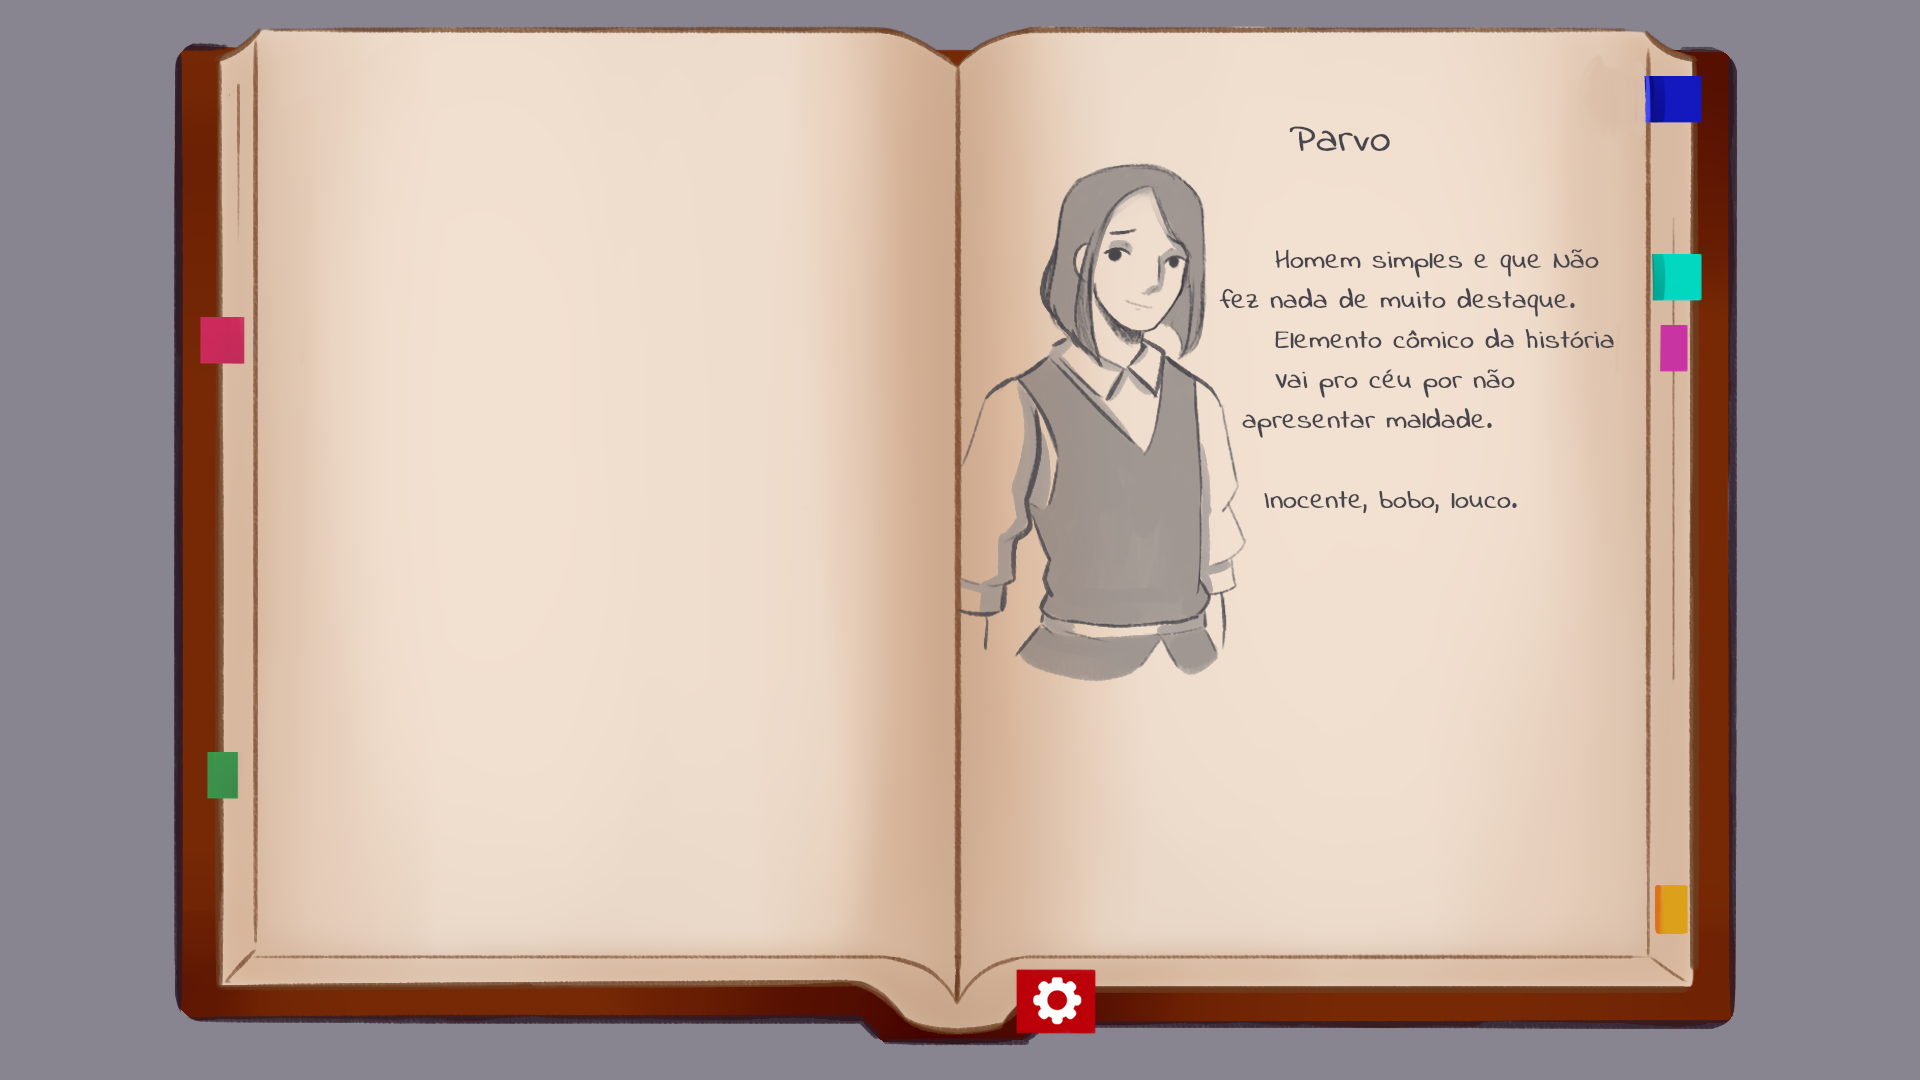 Parvo
Homem simples e que Não
fez nada de muito destaque.
Elemento cômico da história
Vai pro céu por não
apresentar maldade.
Inocente, bobo, louco.